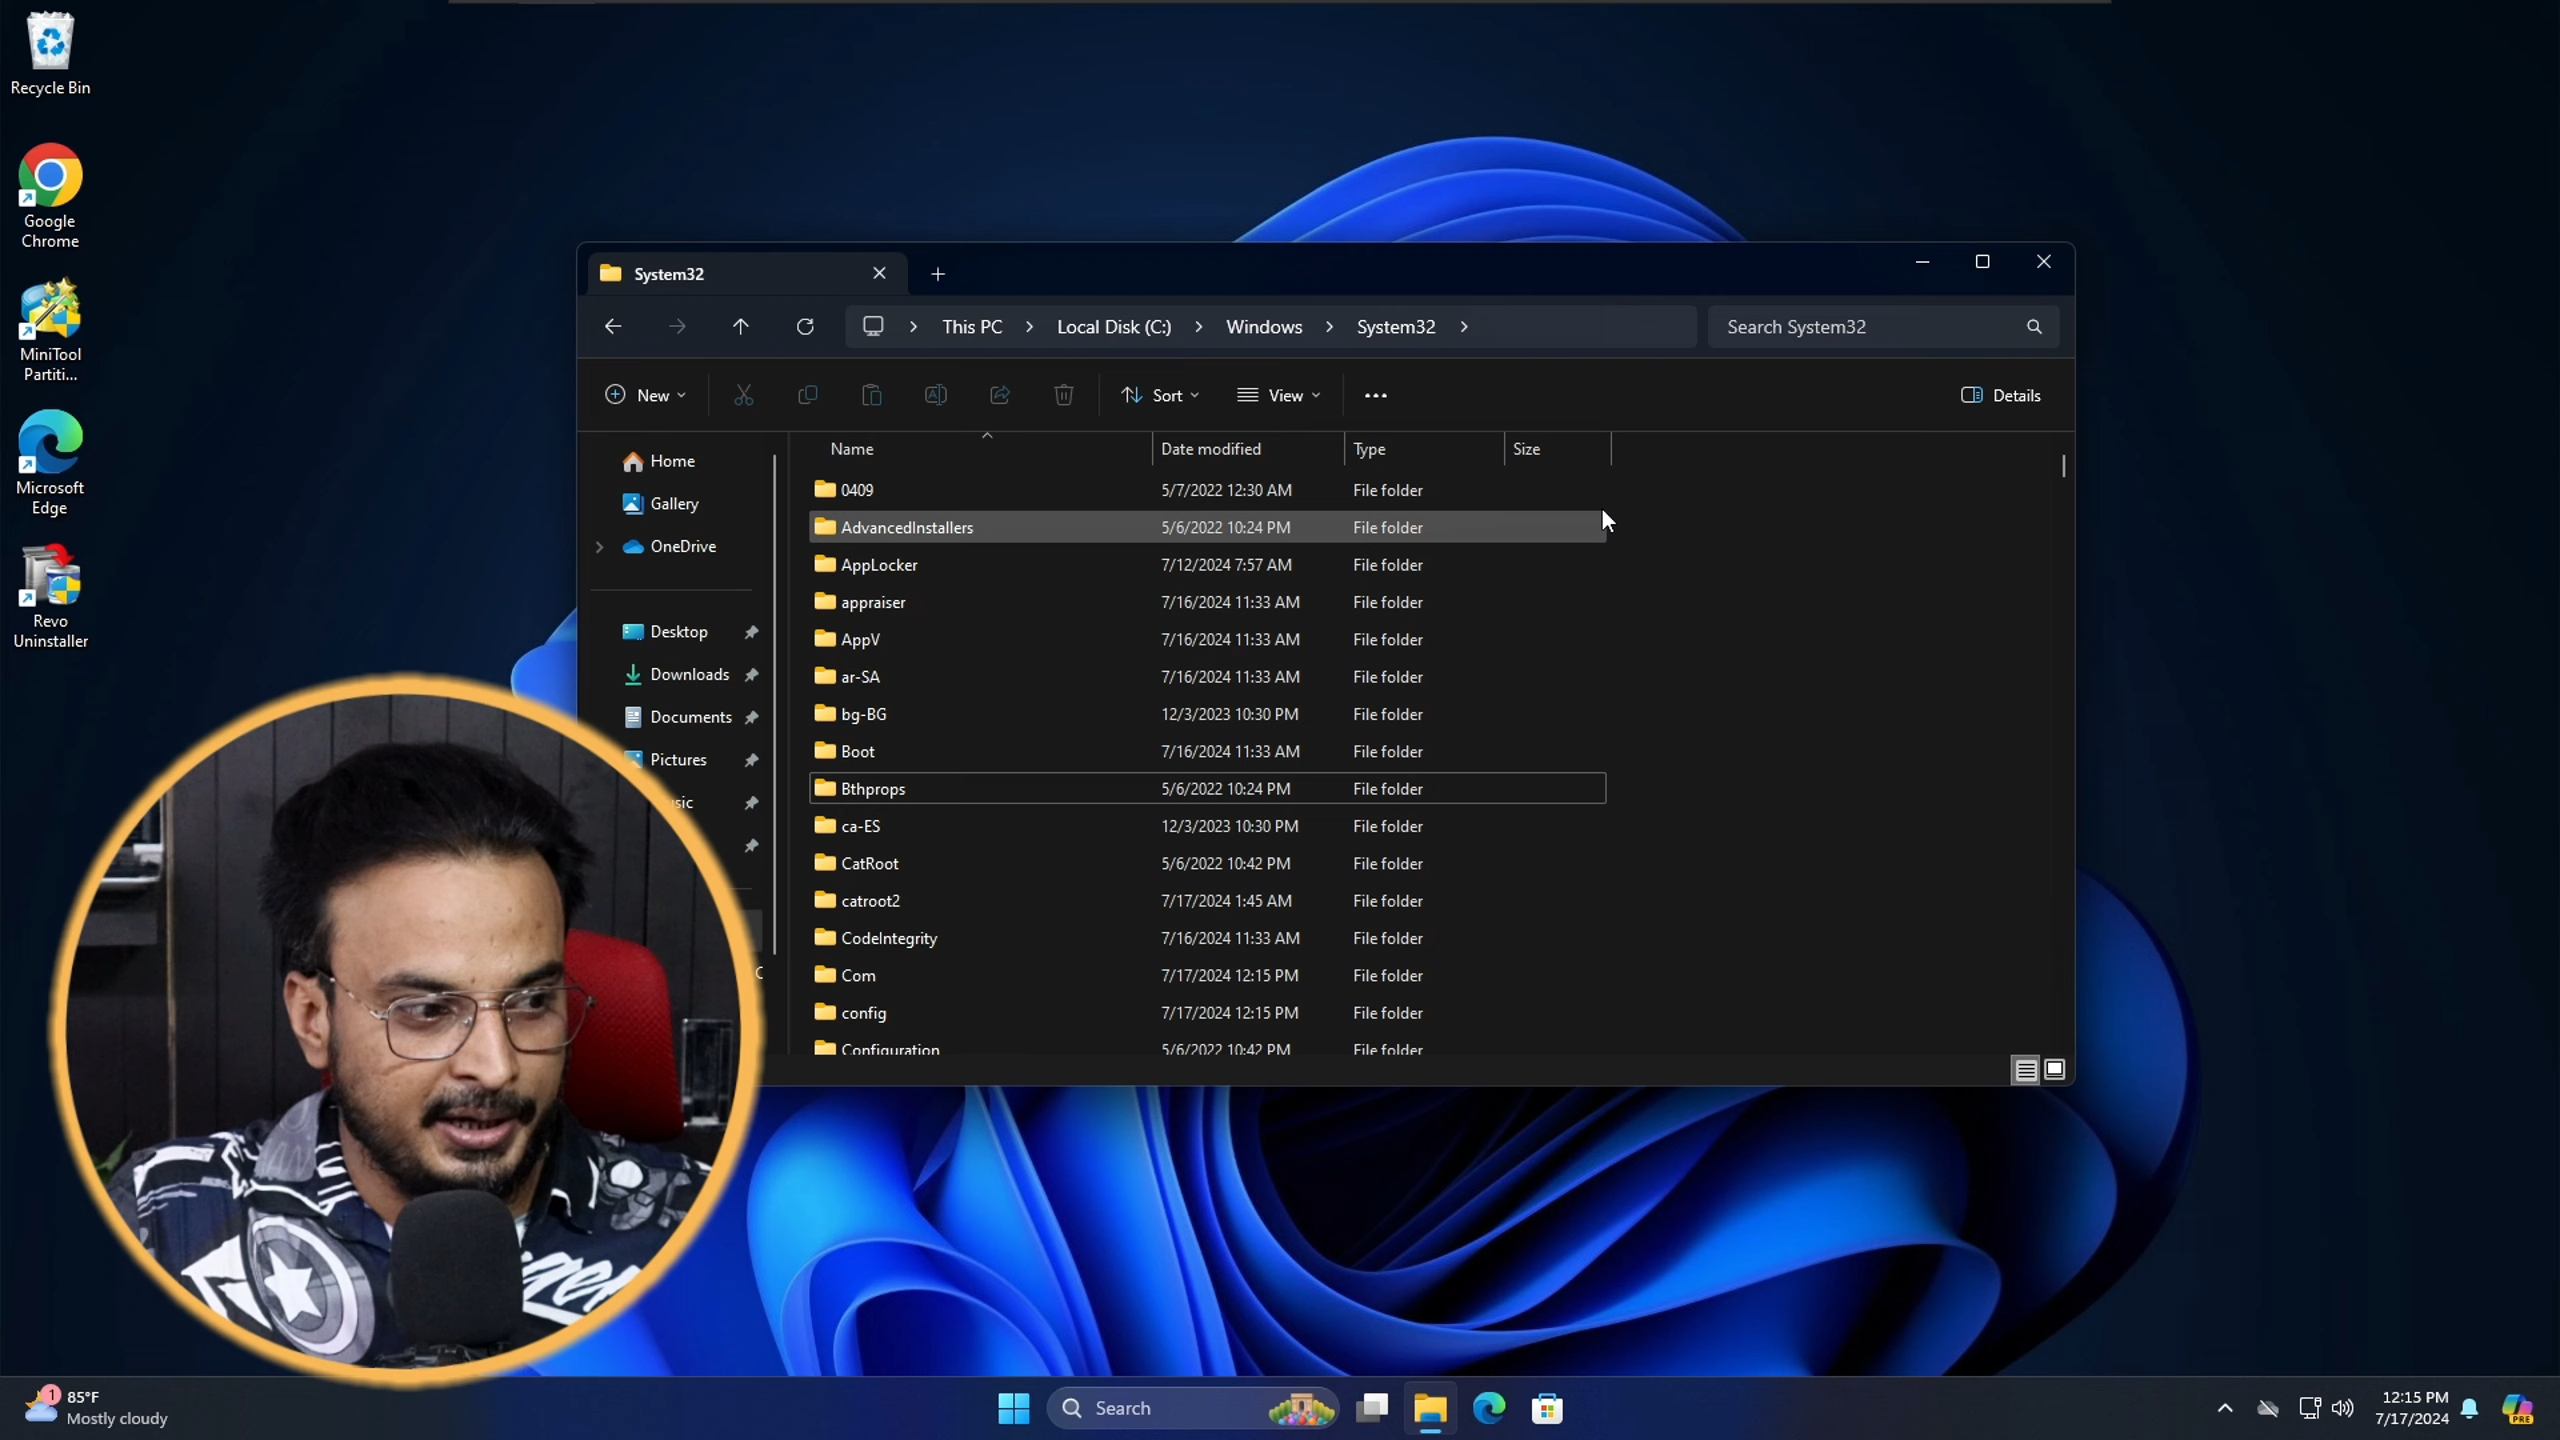 Recycle Bin
Google
Chrome
MiniTool
Partiti...
Microsoft
Edge
Revo
Uninstaller
System32
This PC
Local Disk (C:)
Windows
System32
Search System32
New
Sort
View
Details
Home
Gallery
OneDrive
Desktop
Downloads
Documents
Pictures
Name Date modified Type Size
0409 5/7/2022 12:30 AM File folder
AdvancedInstallers 5/6/2022 10:24 PM File folder
AppLocker 7/12/2024 7:57 AM File folder
appraiser 7/16/2024 11:33 AM File folder
AppV 7/16/2024 11:33 AM File folder
ar-SA 7/16/2024 11:33 AM File folder
bg-BG 12/3/2023 10:30 PM File folder
Boot 7/16/2024 11:33 AM File folder
Bthprops 5/6/2022 10:24 PM File folder
ca-ES 12/3/2023 10:30 PM File folder
CatRoot 5/6/2022 10:42 PM File folder
catroot2 7/17/2024 1:45 AM File folder
CodeIntegrity 7/16/2024 11:33 AM File folder
Com 7/17/2024 12:15 PM File folder
config 7/17/2024 12:15 PM File folder
Configuration 5/6/2022 10:42 PM File folder
1
85°F
Mostly cloudy
Search
12:15 PM
7/17/2024
PRE